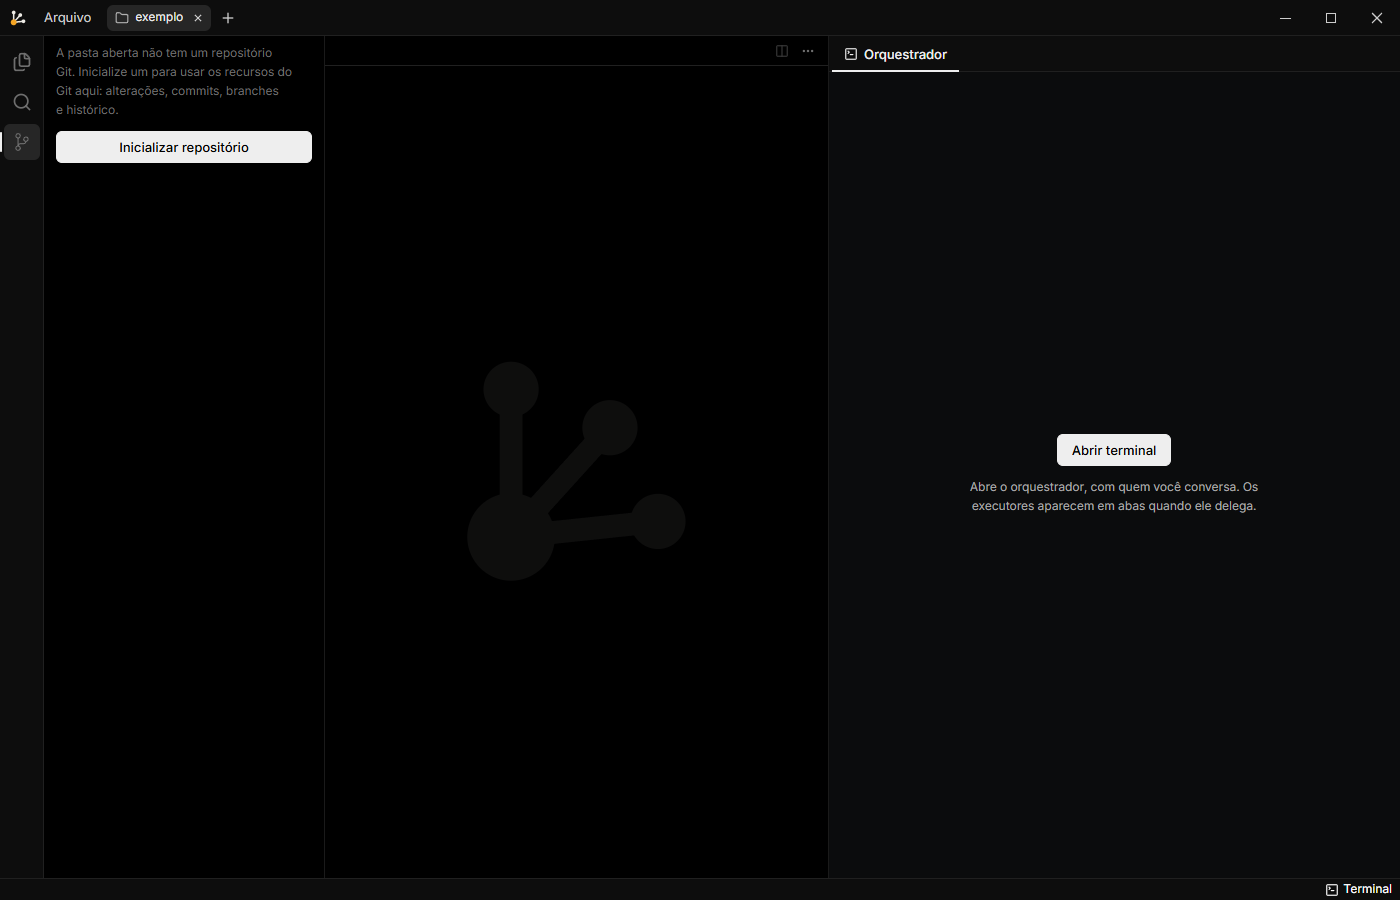 Arquivo
exemplo
A pasta aberta não tem um repositório
Git. Inicialize um para usar os recursos do
Git aqui: alterações, commits, branches
e histórico.
Inicializar repositório
Orquestrador
Abrir terminal
Abre o orquestrador, com quem você conversa. Os
executores aparecem em abas quando ele delega.
Terminal